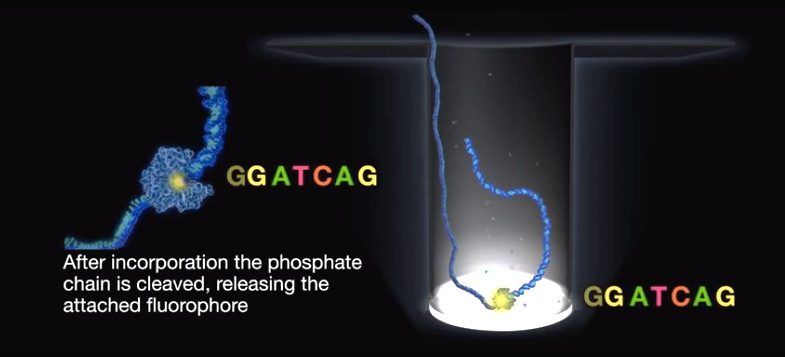 GGATCAG
After incorporation the phosphate
chain is cleaved, releasing the
attached fluorophore
GGATCAG